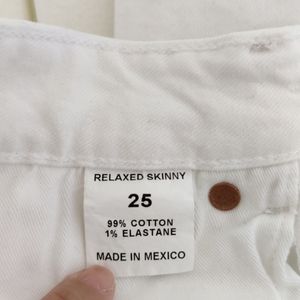 RELAXED SKINNY
25
99% COTTON
1% ELASTANE
MADE IN MEXICO